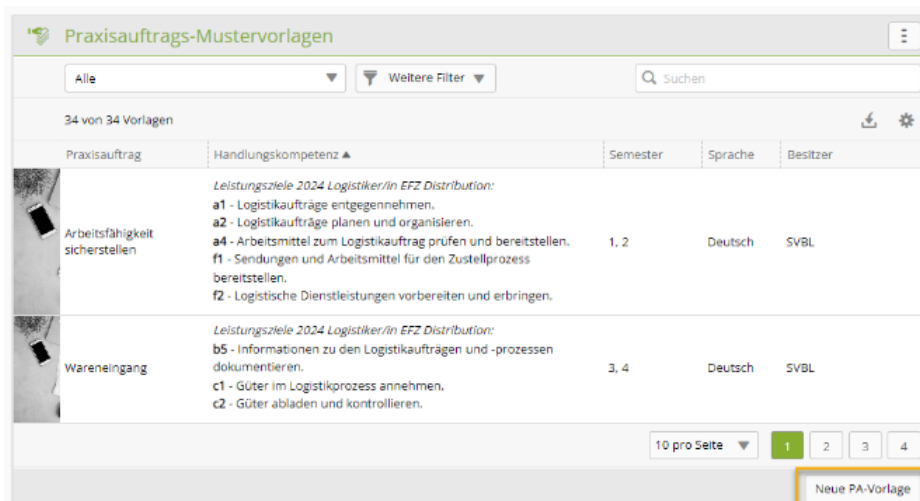 Praxisauftrags-Mustervorlagen
Alle
Weitere Filter
Suchen
34 von 34 Vorlagen
Praxisauftrag
Handlungskompetenz
Semester
Sprache
Besitzer
Leistungsziele 2024 Logistiker/in EFZ Distribution:
a1 - Logistikaufträge entgegennehmen.
a2 - Logistikaufträge planen und organisieren.
Arbeitsfähigkeit
sicherstellen
a4 - Arbeitsmittel zum Logistikauftrag prüfen und bereitstellen.
1, 2
Deutsch
SVBL
f1 - Sendungen und Arbeitsmittel für den Zustellprozess
bereitstellen.
f2 - Logistische Dienstleistungen vorbereiten und erbringen.
Leistungsziele 2024 Logistiker/in EFZ Distribution:
b5 - Informationen zu den Logistikaufträgen und -prozessen
dokumentieren.
Wareneingang
3, 4
Deutsch
SVBL
c1 - Güter im Logistikprozess annehmen.
c2 - Güter abladen und kontrollieren.
10 pro Seite
1
2
3
4
Neue PA-Vorlage